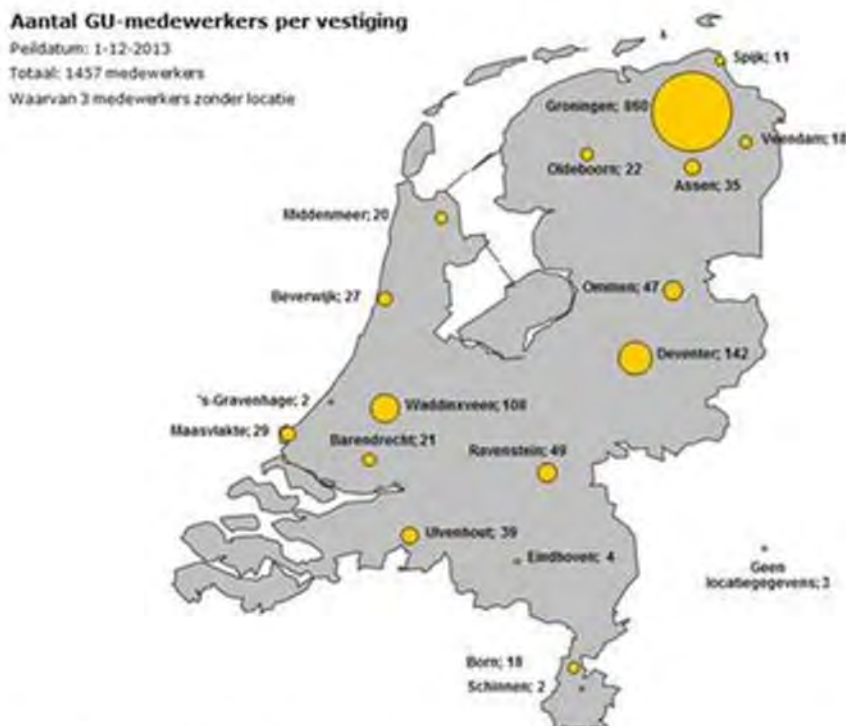 Aantal GU-medewerkers per vestiging
Peildatum: 1-12-2013
Totaal: 1457 medewerkers
Waarvan 3 medewerkers zonder locatie
Spijk; 11
Groningen; 860
Veendam; 18
Oldeboorn; 22
Assen; 35
Middenmeer; 20
Ommen; 47
Beverwijk; 27
Deventer; 142
's-Gravenhage; 2
Waddinxveen; 108
Maasvlakte; 29
Barendrecht; 21
Ravenstein; 49
Ulvenhout; 39
Eindhoven; 4
Geen
locatiegegevens; 3
Born; 18
Schinnen; 2